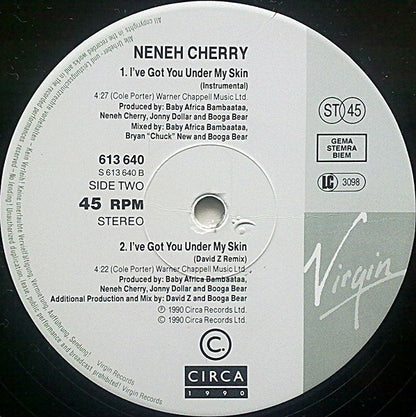 NENEH CHERRY
1. I've Got You Under My Skin
(Instrumental)
4:27 (Cole Porter) Warner Chappell Music Ltd.
Produced by: Baby Africa Bambaataa,
Neneh Cherry, Jonny Dollar and Booga Bear
Mixed by: Baby Africa Bambaataa,
Bryan "Chuck" New and Booga Bear
613 640
S 613 640 B
SIDE TWO
45 RPM
STEREO
ST 45
GEMA
STEMRA
BIEM
LC 3098
2. I've Got You Under My Skin
(David Z Remix)
4:22 (Cole Porter) Warner Chappell Music Ltd.,
Produced by: Baby Africa Bambaataa,
Neneh Cherry, Jonny Dollar and Booga Bear
Additional Production and Mix by: David Z and Booga Bear
℗ 1990 Circa Records Ltd.
© 1990 Circa Records Ltd.
Virgin
C.
CIRCA
1990
Virgin Records
Virgin Records